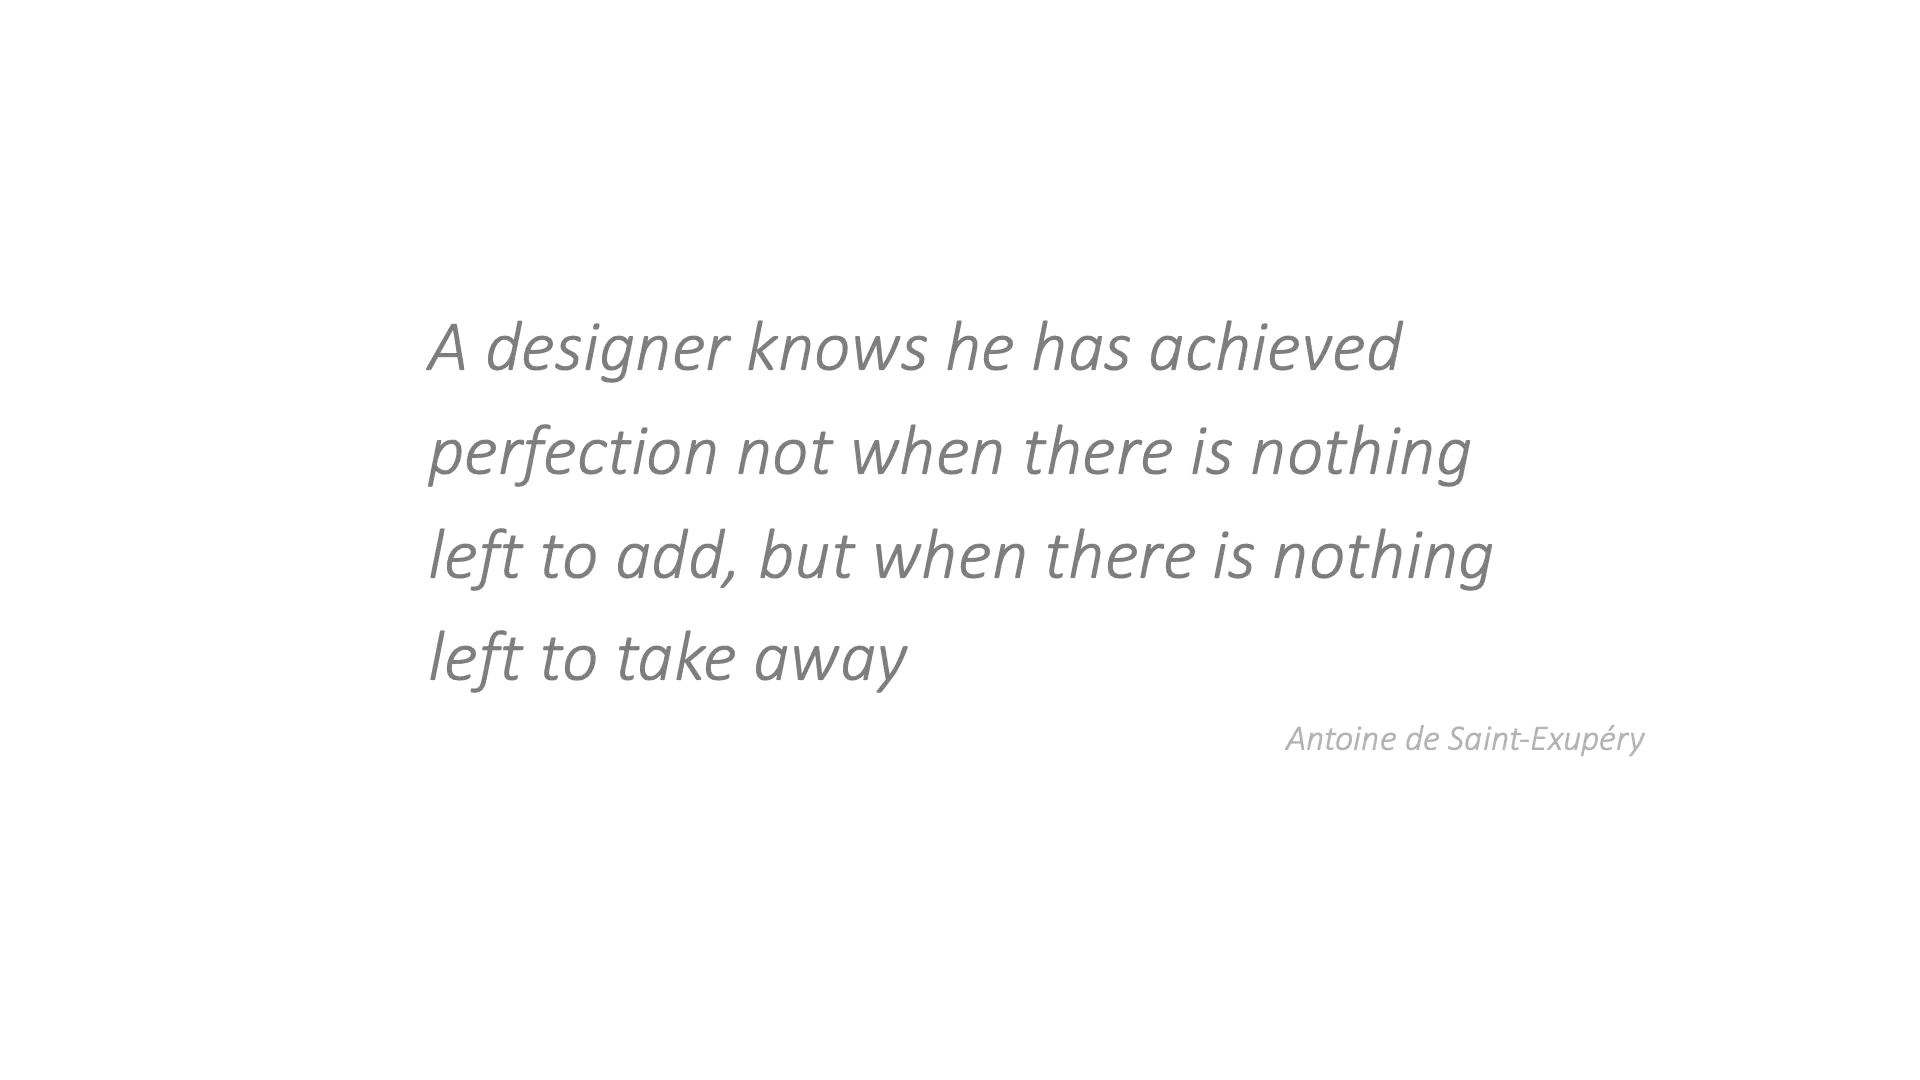 A designer knows he has achieved
perfection not when there is nothing
left to add, but when there is nothing
left to take away
Antoine de Saint-Exupéry